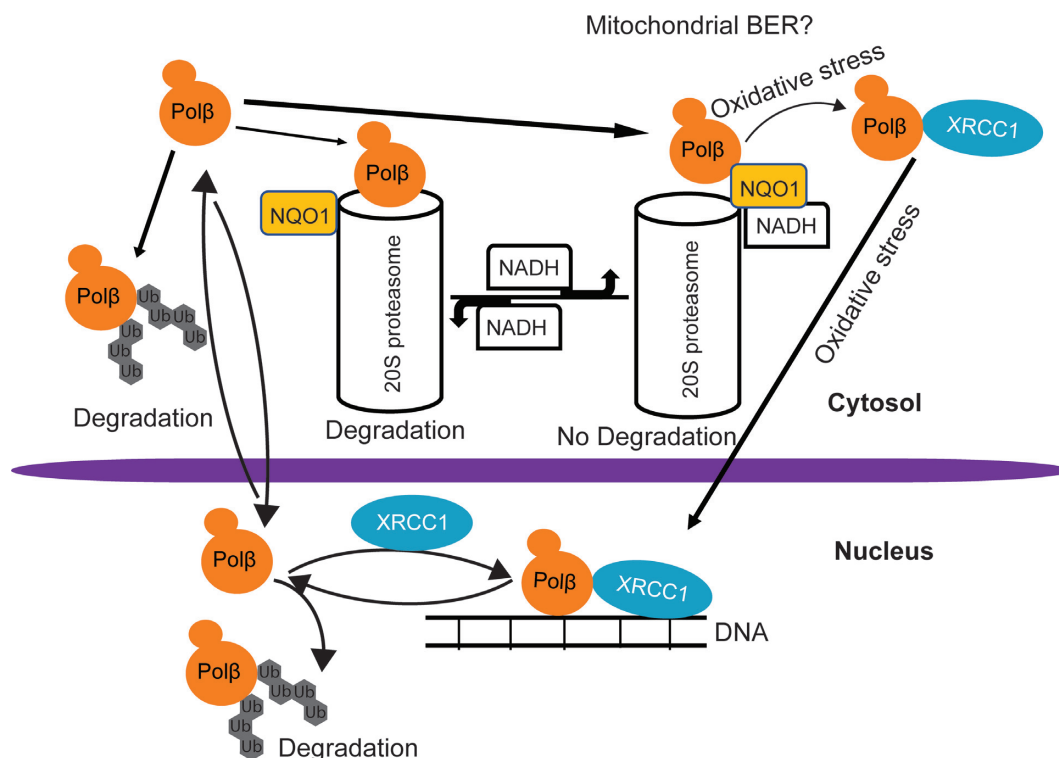 Mitochondrial BER?
Oxidative stress
Polβ
Polβ
Polβ
Polβ
XRCC1
NQO1
NQO1
NADH
20S proteasome
20S proteasome
NADH
NADH
Oxidative stress
Polβ
Ub
Ub
Ub
Ub
Ub
Ub
Ub
Degradation
Degradation
No Degradation
Cytosol
XRCC1
Nucleus
Polβ
Polβ
XRCC1
DNA
Polβ
Ub
Ub
Ub
Ub
Ub
Ub
Ub
Degradation